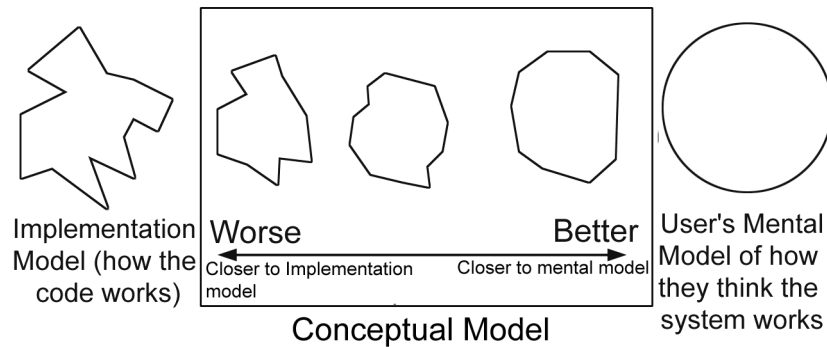 Implementation
Model (how the
code works)
Worse
Closer to Implementation
model
Better
Closer to mental model
Conceptual Model
User's Mental
Model of how
they think the
system works